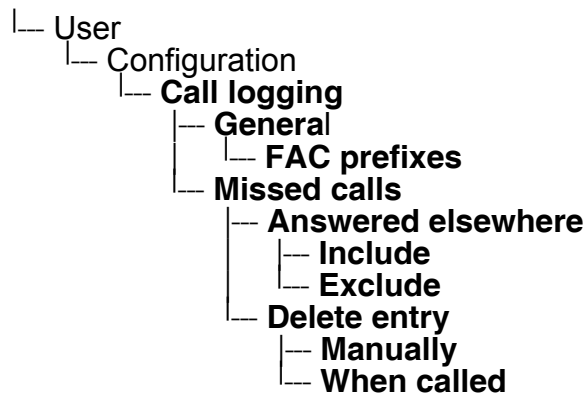 User
Configuration
Call logging
General
FAC prefixes
Missed calls
Answered elsewhere
Include
Exclude
Delete entry
Manually
When called